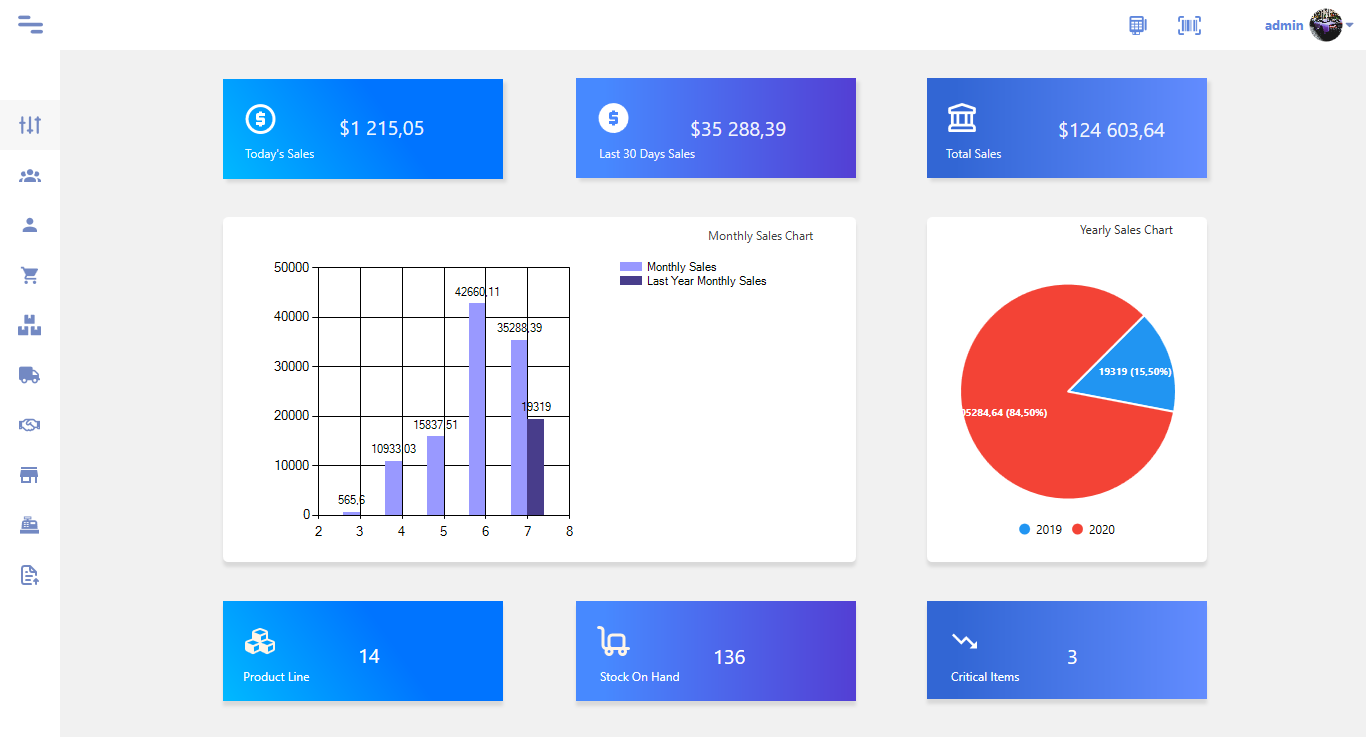 admin
$1 215,05
Today's Sales
$35 288,39
Last 30 Days Sales
$124 603,64
Total Sales
Monthly Sales Chart
Monthly Sales
Last Year Monthly Sales
50000
40000
30000
20000
10000
0
565,6
10933,03
15837,51
42660,11
35288,39
19319
2 3 4 5 6 7 8
Yearly Sales Chart
19319 (15,50%)
05284,64 (84,50%)
2019 2020
14
Product Line
136
Stock On Hand
3
Critical Items